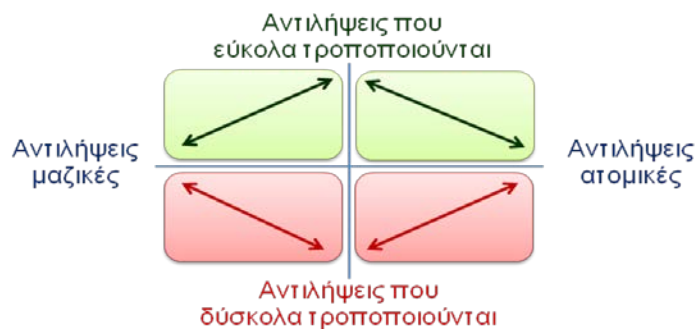 Αντιλήψεις που
εύκολα τροποποιούνται
Αντιλήψεις
μαζικές
Αντιλήψεις
ατομικές
Αντιλήψεις που
δύσκολα τροποποιούνται